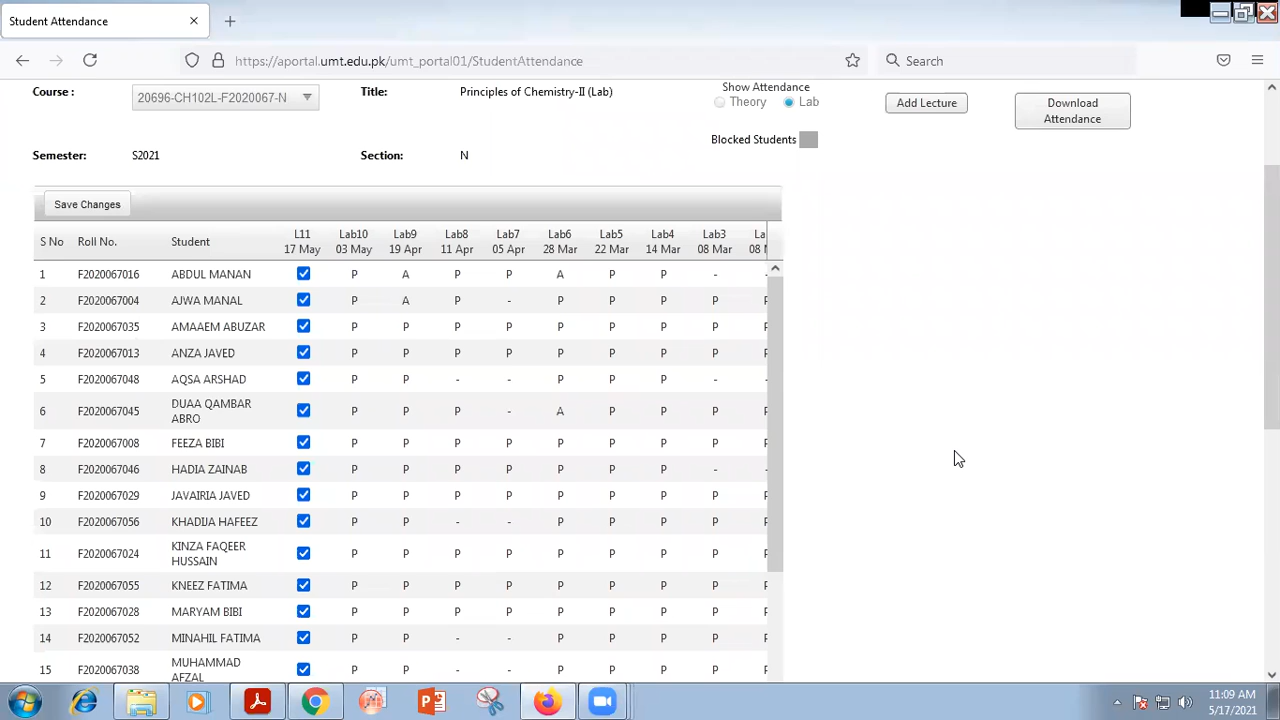 Student Attendance
https://aportal.umt.edu.pk/umt_portal01/StudentAttendance
Search
Course :
20696-CH102L-F2020067-N
Title:
Principles of Chemistry-II (Lab)
Show Attendance
Theory
Lab
Add Lecture
Download
Attendance
Blocked Students
Semester:
S2021
Section:
N
Save Changes
S No Roll No. Student L11 17 May Lab10 03 May Lab9 19 Apr Lab8 11 Apr Lab7 05 Apr Lab6 28 Mar Lab5 22 Mar Lab4 14 Mar Lab3 08 Mar
1 F2020067016 ABDUL MANAN P A P P A P P - -
2 F2020067004 AJWA MANAL P A P - P P P P P
3 F2020067035 AMAAEM ABUZAR P P P P P P P P P
4 F2020067013 ANZA JAVED P P P P P P P P P
5 F2020067048 AQSA ARSHAD P P - - P P P - -
6 F2020067045 DUAA QAMBAR ABRO P P P - A P P P P
7 F2020067008 FEEZA BIBI P P P P P P P P P
8 F2020067046 HADIA ZAINAB P P P P P P P - -
9 F2020067029 JAVAIRIA JAVED P P P P P P P P P
10 F2020067056 KHADIJA HAFEEZ P P - - P P P P P
11 F2020067024 KINZA FAQEER HUSSAIN P P P P P P P P P
12 F2020067055 KNEEZ FATIMA P P P P P P P P P
13 F2020067028 MARYAM BIBI P P P P P P P P P
14 F2020067052 MINAHIL FATIMA P P - - P P P P P
15 F2020067038 MUHAMMAD AFZAL P P - - P P P P P
11:09 AM
5/17/2021